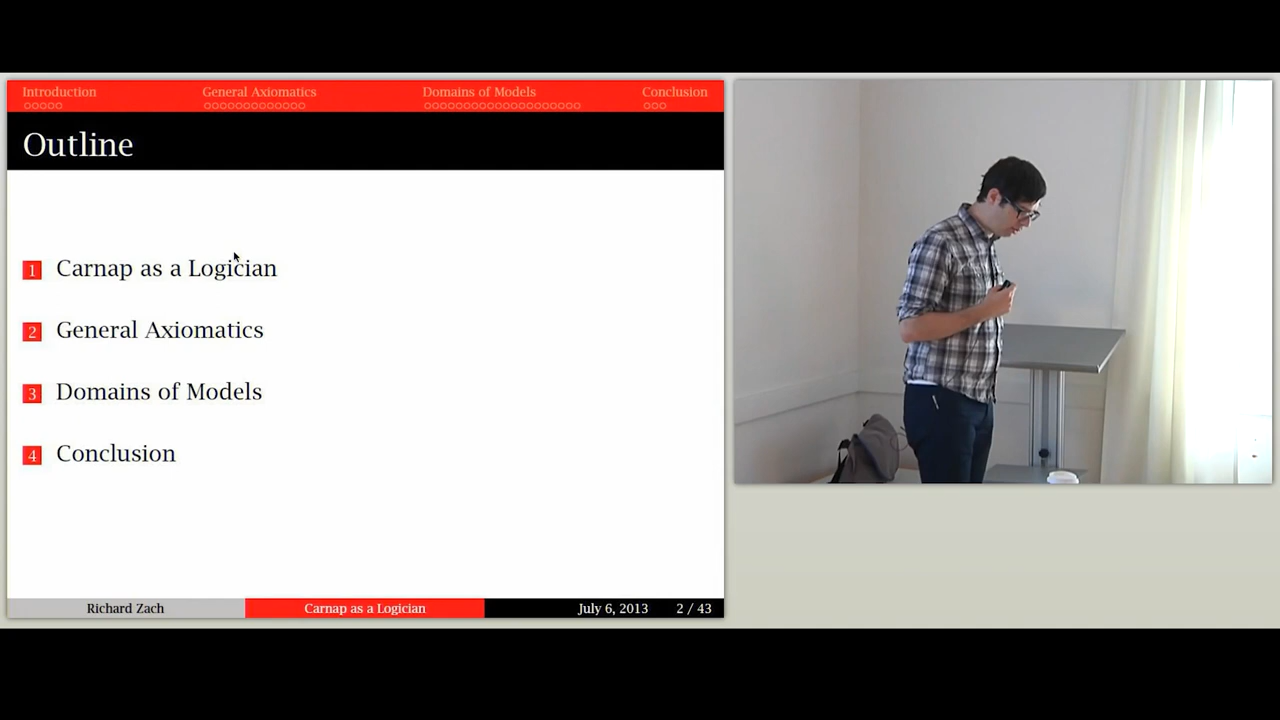 Introduction General Axiomatics Domains of Models Conclusion
Outline
1 Carnap as a Logician
2 General Axiomatics
3 Domains of Models
4 Conclusion
Richard Zach Carnap as a Logician July 6, 2013 2 / 43